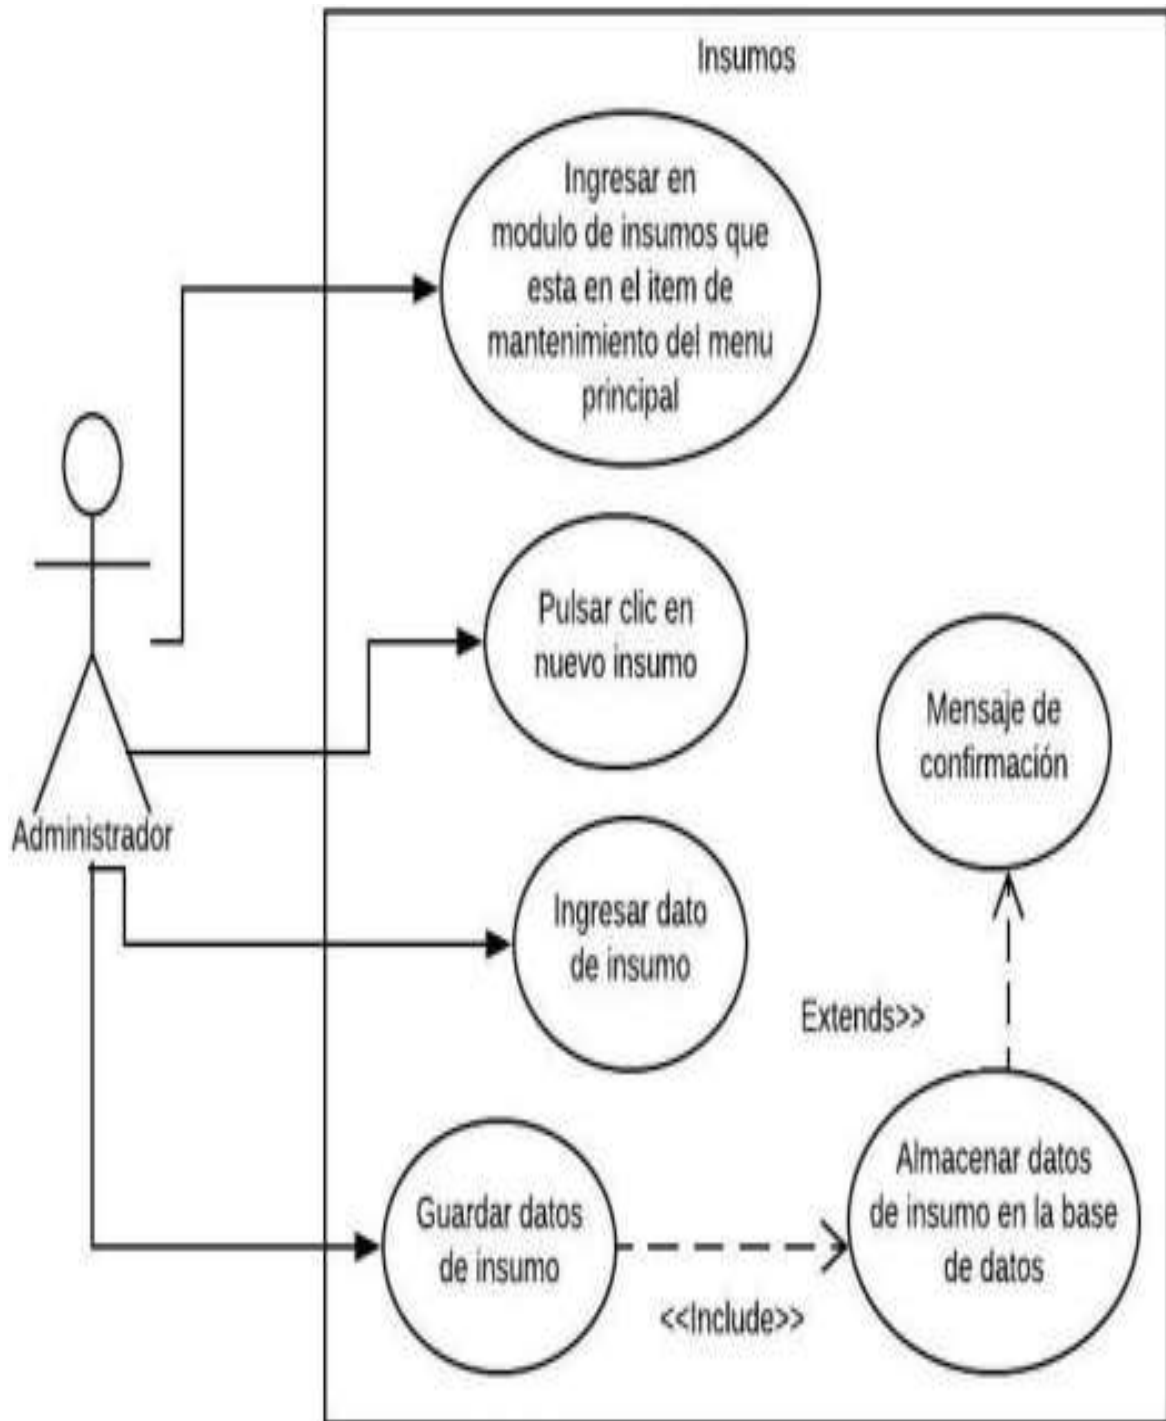 Insumos
Ingresar en
modulo de insumos que
esta en el item de
mantenimiento del menu
principal
Pulsar clic en
nuevo insumo
Mensaje de
confirmación
Administrador
Ingresar dato
de insumo
Extends>>
Almacenar datos
de insumo en la base
de datos
Guardar datos
de insumo
<<Include>>